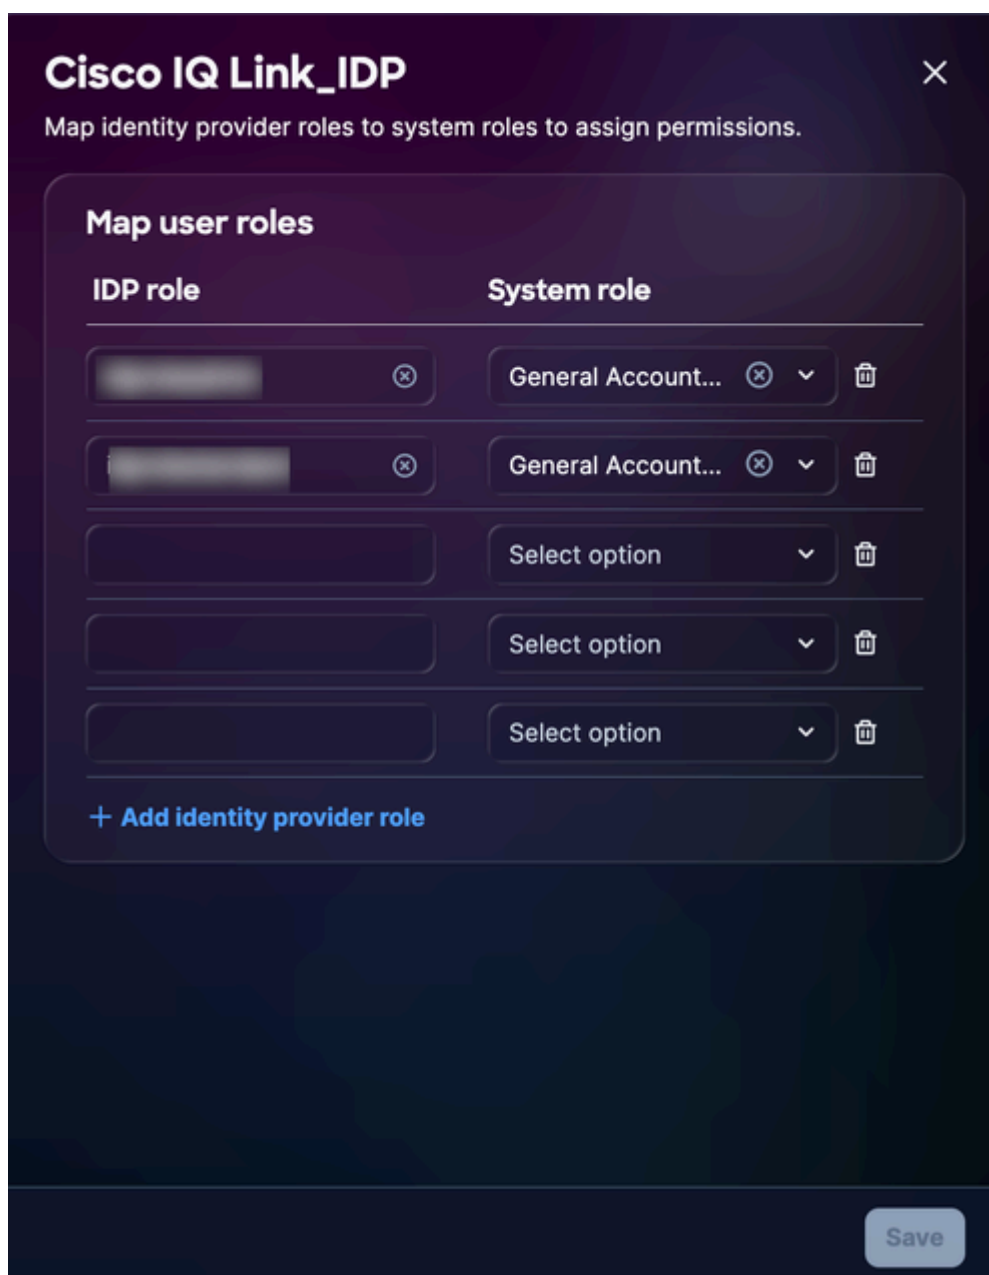 Cisco IQ Link_IDP
Map identity provider roles to system roles to assign permissions.
Map user roles
IDP role System role
General Account...
General Account...
Select option
Select option
Select option
+ Add identity provider role
Save